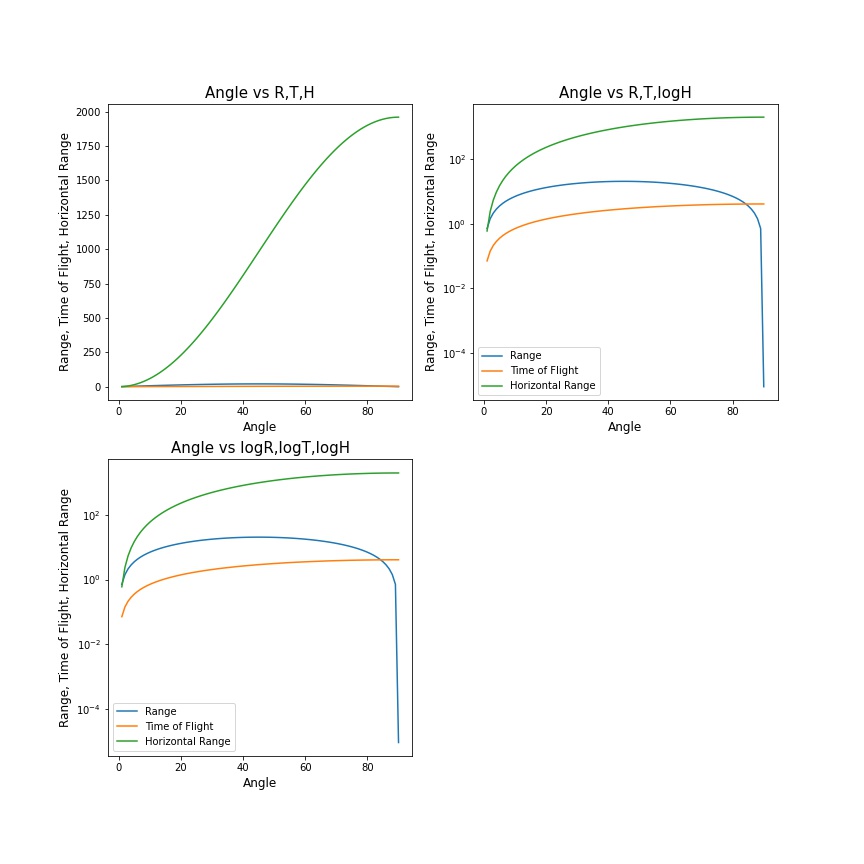 Angle vs R,T,H
Range, Time of Flight, Horizontal Range
2000
1750
1500
1250
1000
750
500
250
0
0 20 40 60 80
Angle
Angle vs R,T,logH
Range, Time of Flight, Horizontal Range
10²
10⁰
10⁻²
10⁻⁴
Range
Time of Flight
Horizontal Range
0 20 40 60 80
Angle
Angle vs logR,logT,logH
Range, Time of Flight, Horizontal Range
10²
10⁰
10⁻²
10⁻⁴
Range
Time of Flight
Horizontal Range
0 20 40 60 80
Angle